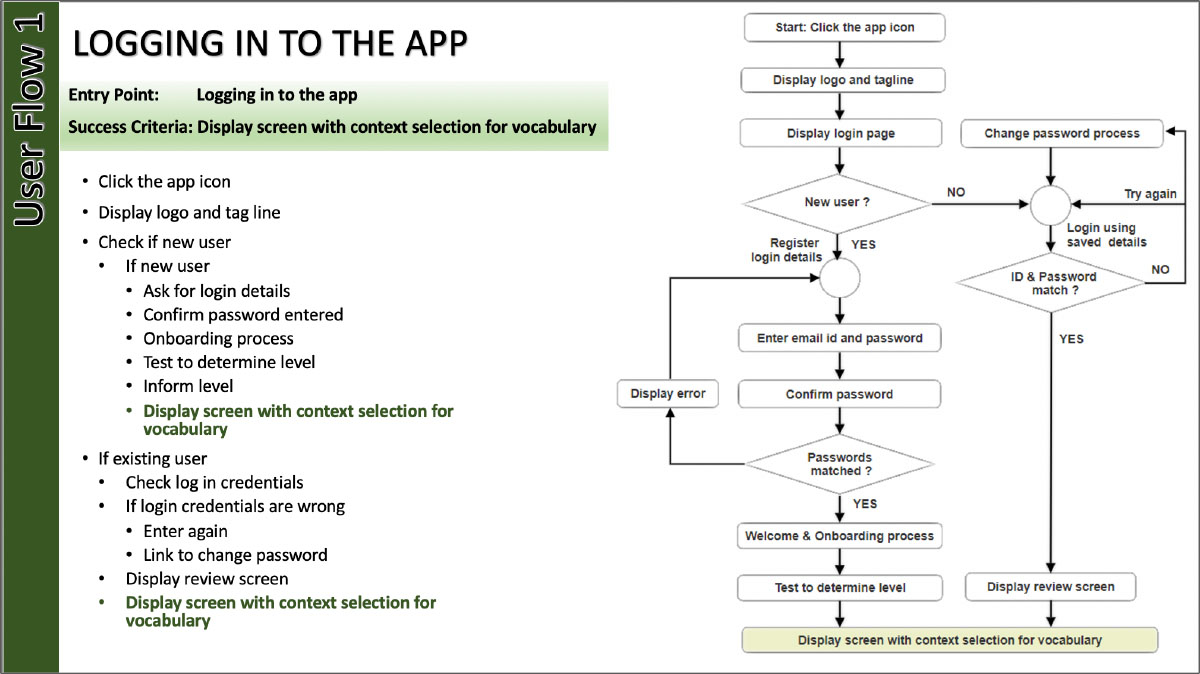 User Flow 1
LOGGING IN TO THE APP
Entry Point: Logging in to the app
Success Criteria: Display screen with context selection for vocabulary
• Click the app icon
• Display logo and tag line
• Check if new user
• If new user
• Ask for login details
• Confirm password entered
• Onboarding process
• Test to determine level
• Inform level
• Display screen with context selection for
vocabulary
• If existing user
• Check log in credentials
• If login credentials are wrong
• Enter again
• Link to change password
• Display review screen
• Display screen with context selection for
vocabulary
Start: Click the app icon
Display logo and tagline
Display login page
Change password process
New user ?
NO
Try again
YES
Register
login details
Login using
saved details
ID & Password
match ?
NO
YES
Enter email id and password
Display error
Confirm password
Passwords
matched ?
YES
Welcome & Onboarding process
Test to determine level
Display review screen
Display screen with context selection for vocabulary